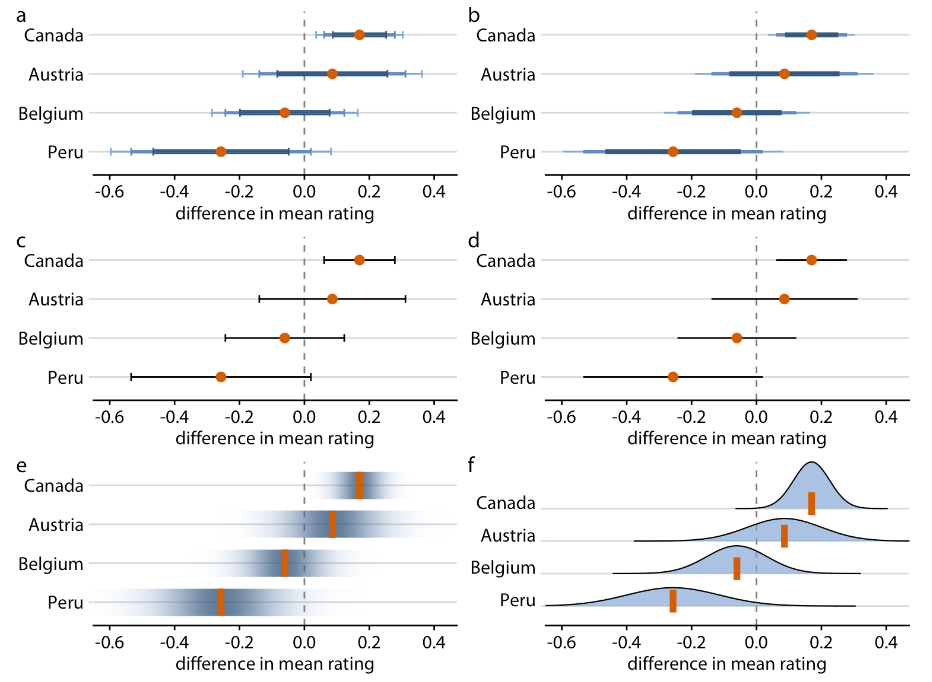 a
Canada
Austria
Belgium
Peru
-0.6 -0.4 -0.2 0.0 0.2 0.4
difference in mean rating
b
Canada
Austria
Belgium
Peru
-0.6 -0.4 -0.2 0.0 0.2 0.4
difference in mean rating
c
Canada
Austria
Belgium
Peru
-0.6 -0.4 -0.2 0.0 0.2 0.4
difference in mean rating
d
Canada
Austria
Belgium
Peru
-0.6 -0.4 -0.2 0.0 0.2 0.4
difference in mean rating
e
Canada
Austria
Belgium
Peru
-0.6 -0.4 -0.2 0.0 0.2 0.4
difference in mean rating
f
Canada
Austria
Belgium
Peru
-0.6 -0.4 -0.2 0.0 0.2 0.4
difference in mean rating